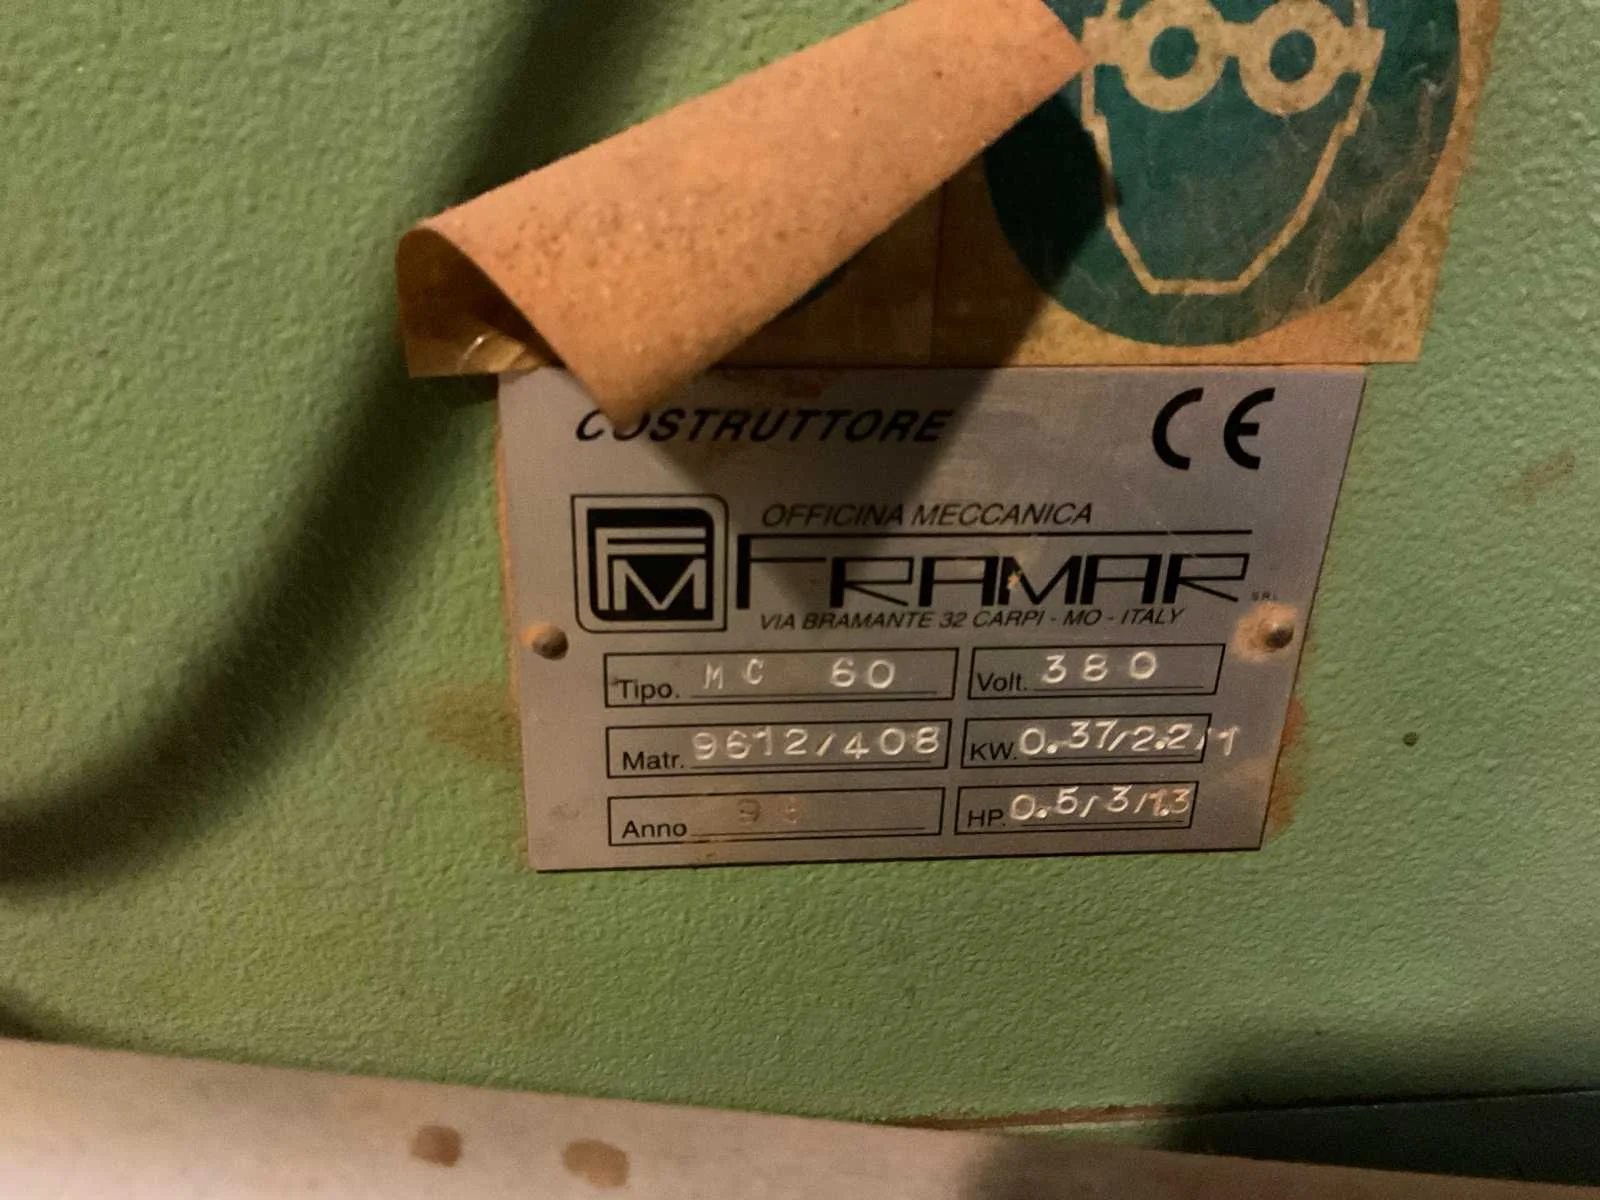 COSTRUTTORE CE
FM
OFFICINA MECCANICA
FRAMAR SRL
VIA BRAMANTE 32 CARPI - MO - ITALY
Tipo. MC 60 Volt. 380
Matr. 9612/408 KW. 0.37/2.2/1
Anno HP. 0.5/3/1.3